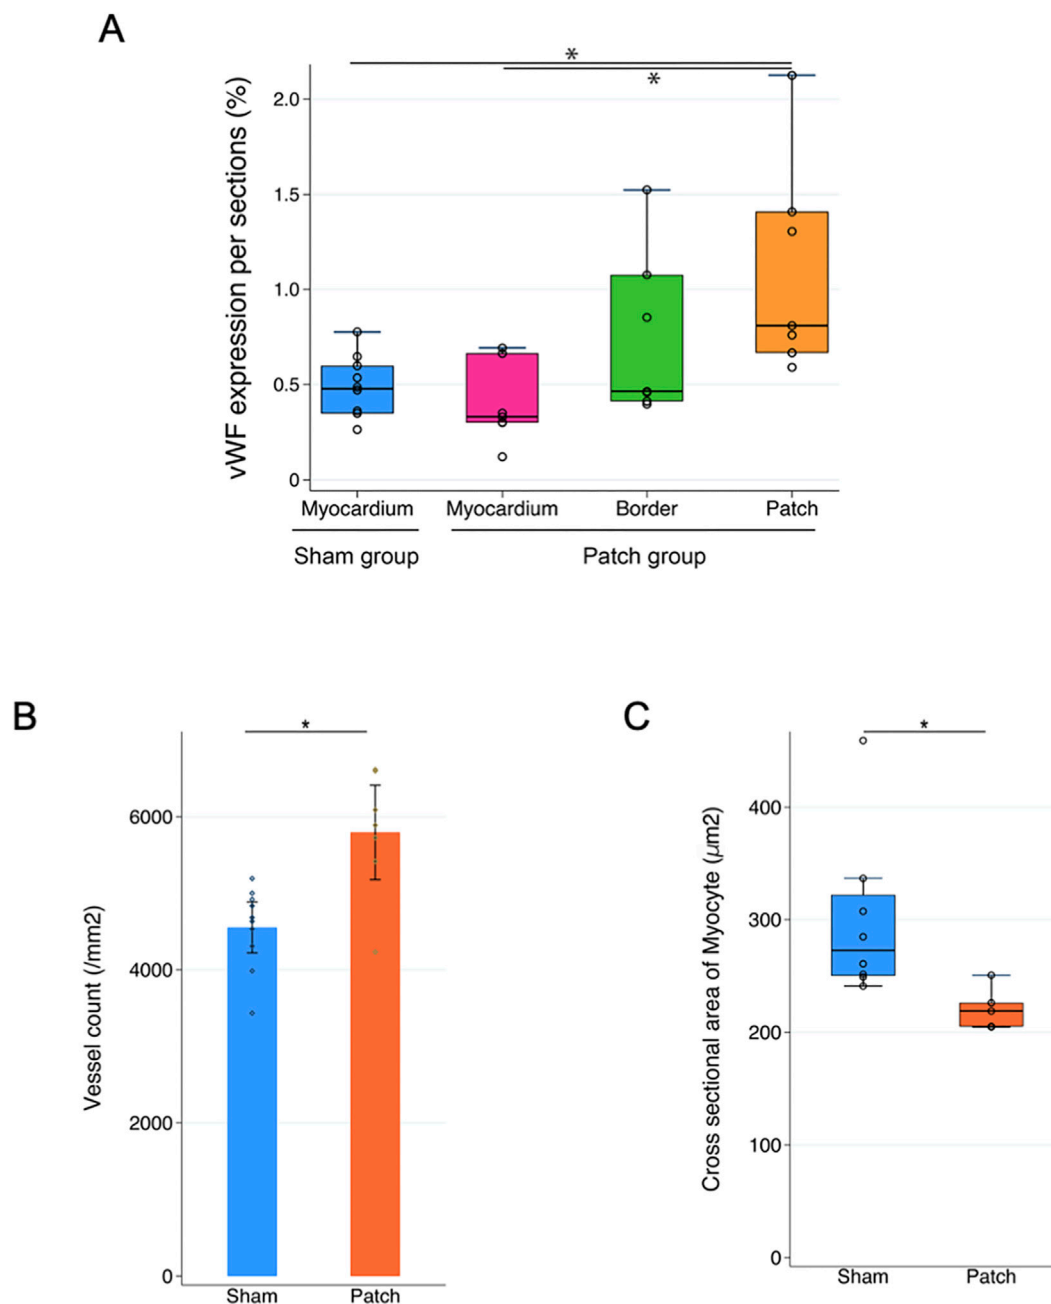 A
*
*
vWF expression per sections (%)
2.0
1.5
1.0
0.5
0
Myocardium Myocardium Border Patch
Sham group Patch group
B
*
Vessel count (/mm2)
6000
4000
2000
0
Sham Patch
C
*
Cross sectional area of Myocyte (μm2)
400
300
200
100
0
Sham Patch